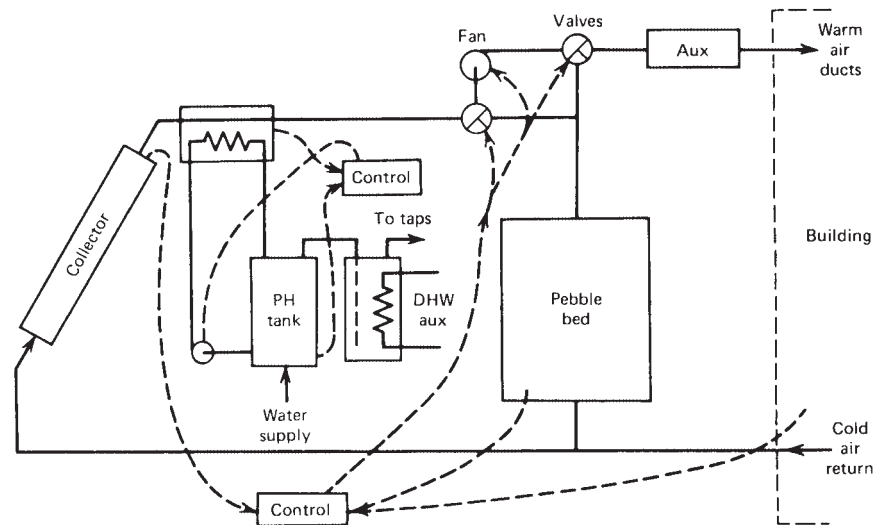 Valves
Fan
Aux
Warm
air
ducts
Control
To taps
Collector
Building
PH
tank
DHW
aux
Pebble
bed
Water
supply
Cold
air
return
Control